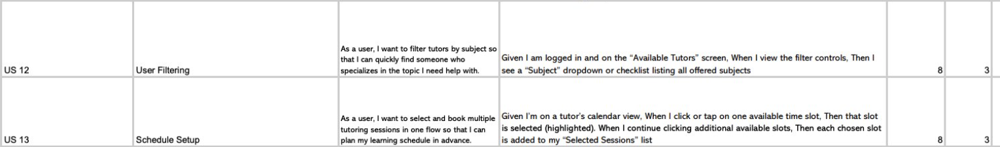 US 12
User Filtering
As a user, I want to filter tutors by subject so
that I can quickly find someone who
specializes in the topic I need help with.
Given I am logged in and on the “Available Tutors” screen, When I view the filter controls, Then I
see a “Subject” dropdown or checklist listing all offered subjects
8
3
US 13
Schedule Setup
As a user, I want to select and book multiple
tutoring sessions in one flow so that I can
plan my learning schedule in advance.
Given I’m on a tutor’s calendar view, When I click or tap on one available time slot, Then that slot
is selected (highlighted). When I continue clicking additional available slots, Then each chosen slot
is added to my “Selected Sessions” list
8
3